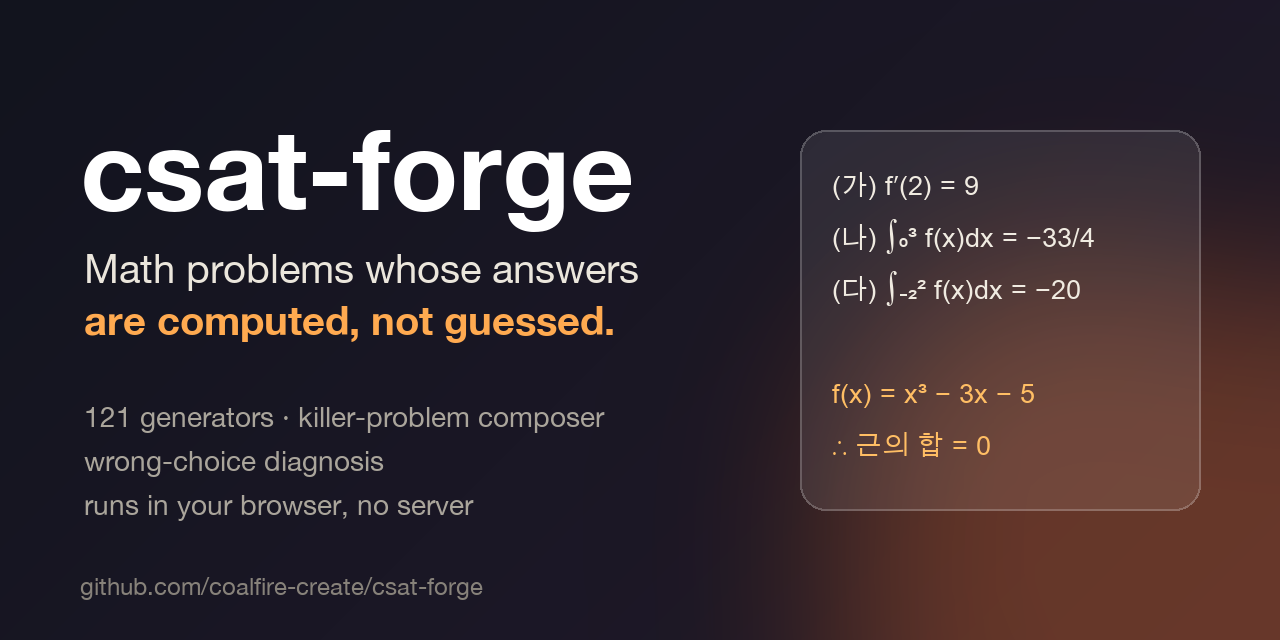 csat-forge
Math problems whose answers
are computed, not guessed.
121 generators · killer-problem composer
wrong-choice diagnosis
runs in your browser, no server
github.com/coalfire-create/csat-forge
(가) f′(2) = 9
(나) ∫₀³ f(x)dx = −33/4
(다) ∫₋₂² f(x)dx = −20
f(x) = x³ − 3x − 5
∴ 근의 합 = 0